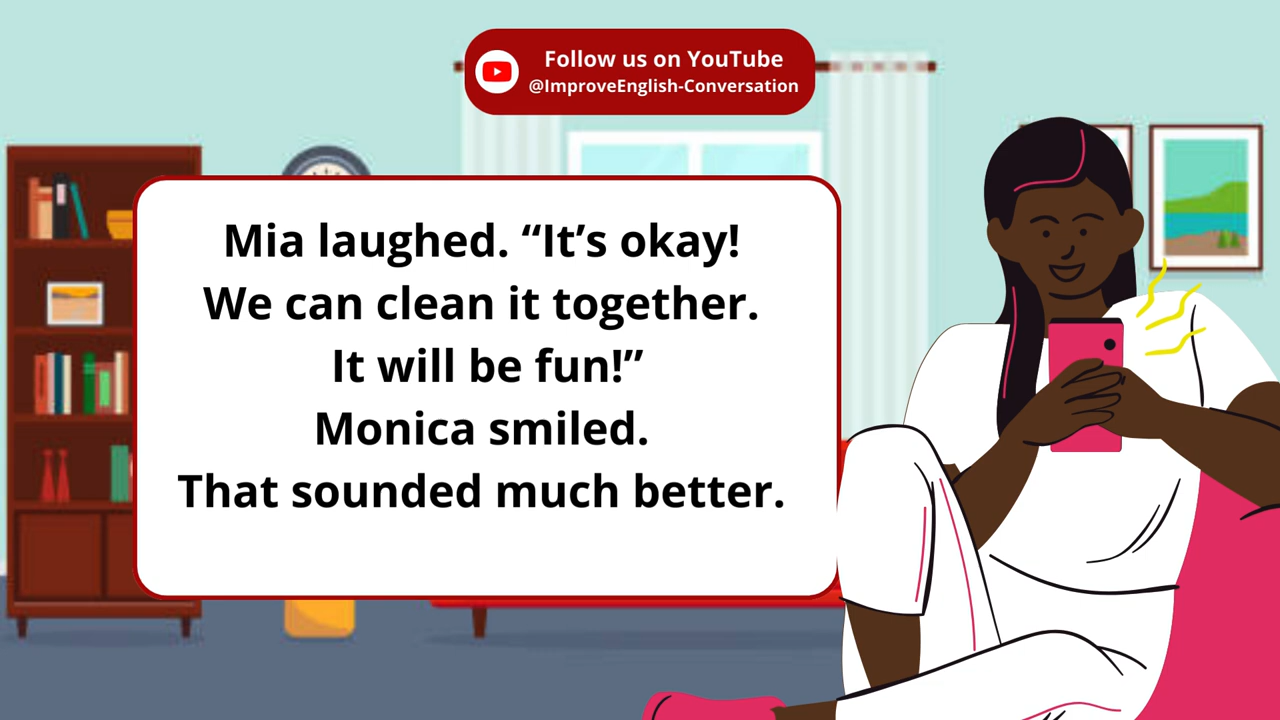 Follow us on YouTube
@ImproveEnglish-Conversation
Mia laughed. “It’s okay!
We can clean it together.
It will be fun!”
Monica smiled.
That sounded much better.